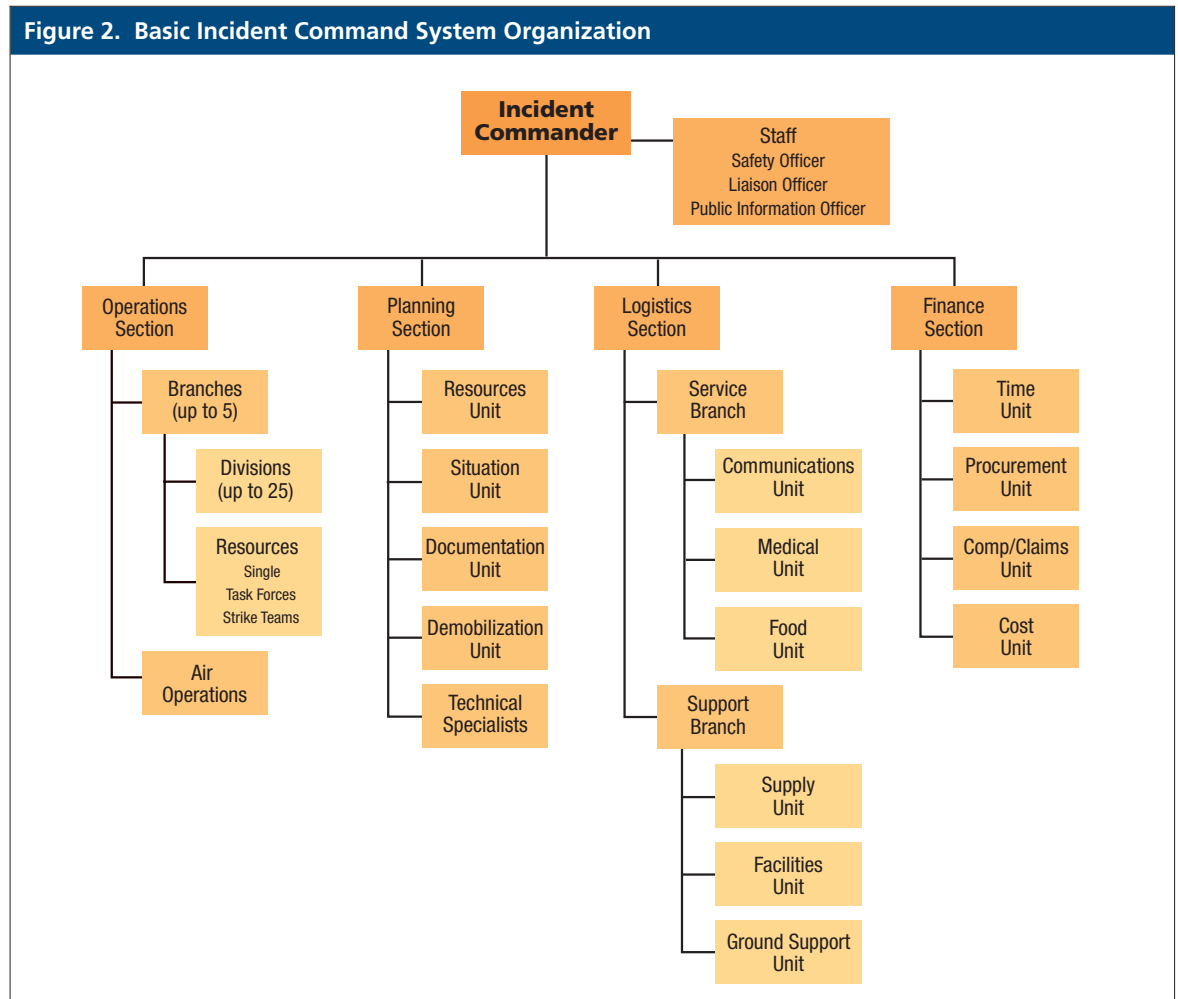 Figure 2. Basic Incident Command System Organization
Incident
Commander
Staff
Safety Officer
Liaison Officer
Public Information Officer
Operations
Section
Branches
(up to 5)
Divisions
(up to 25)
Resources
Single
Task Forces
Strike Teams
Air
Operations
Planning
Section
Resources
Unit
Situation
Unit
Documentation
Unit
Demobilization
Unit
Technical
Specialists
Logistics
Section
Service
Branch
Communications
Unit
Medical
Unit
Food
Unit
Support
Branch
Supply
Unit
Facilities
Unit
Ground Support
Unit
Finance
Section
Time
Unit
Procurement
Unit
Comp/Claims
Unit
Cost
Unit